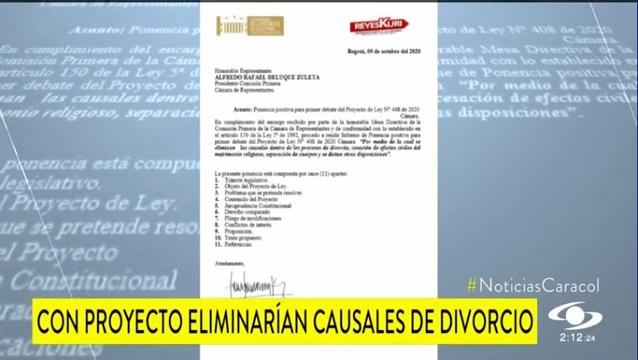 REYES KURI
Bogotá, 09 de octubre del 2020
Honorable Representante
ALFREDO RAFAEL DELUQUE ZULETA
Presidente Comisión Primera
Cámara de Representantes
Asunto: Ponencia positiva para primer debate del Proyecto de Ley N° 408 de 2020
Cámara.
En cumplimiento del encargo recibido por parte de la honorable Mesa Directiva de la
Comisión Primera de la Cámara de Representantes y de conformidad con lo establecido en
el artículo 150 de la Ley 5ª de 1992, procedo a rendir Informe de Ponencia positiva para
primer debate del Proyecto de Ley N° 408 de 2020 Cámara "Por medio de la cual se
eliminan las causales dentro de los procesos de divorcio, cesación de efectos civiles del
matrimonio religioso, separación de cuerpos y se dictan otras disposiciones".
La presente ponencia está compuesta por once (11) apartes:
1. Trámite legislativo.
2. Objeto del Proyecto de Ley.
3. Problema que se pretende resolver.
4. Contenido del Proyecto
5. Jurisprudencia Constitucional
6. Derecho comparado
7. Pliego de modificaciones
8. Conflictos de interés.
9. Proposición.
10. Texto propuesto
11. Referencias.
Atentamente,
#NoticiasCaracol
CON PROYECTO ELIMINARÍAN CAUSALES DE DIVORCIO
2:12:24